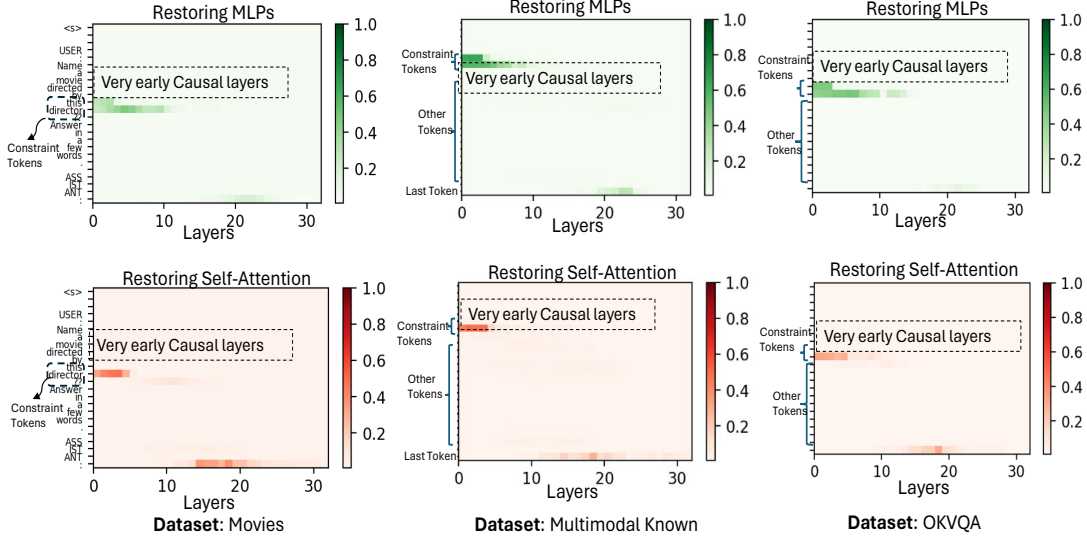 Restoring MLPs
<s>
USER
:
Name
a
movie
directed
by
this
director
Answer
in
a
few
words
.
ASS
IST
ANT
:
Constraint
Tokens
Very early Causal layers
1.0
0.8
0.6
0.4
0.2
0 10 20 30
Layers
Restoring MLPs
Constraint
Tokens
Very early Causal layers
Other
Tokens
Last Token
1.0
0.8
0.6
0.4
0.2
0 10 20 30
Layers
Restoring MLPs
Constraint
Tokens
Very early Causal layers
Other
Tokens
1.0
0.8
0.6
0.4
0.2
0 10 20 30
Layers
Restoring Self-Attention
<s>
USER
:
Name
a
movie
directed
by
this
director
Answer
in
a
few
words
.
ASS
IST
ANT
:
Constraint
Tokens
Very early Causal layers
1.0
0.8
0.6
0.4
0.2
0 10 20 30
Layers
Dataset: Movies
Restoring Self-Attention
Constraint
Tokens
Very early Causal layers
Other
Tokens
Last Token
1.0
0.8
0.6
0.4
0.2
0 10 20 30
Layers
Dataset: Multimodal Known
Restoring Self-Attention
Constraint
Tokens
Very early Causal layers
Other
Tokens
1.0
0.8
0.6
0.4
0.2
0 10 20 30
Layers
Dataset: OKVQA